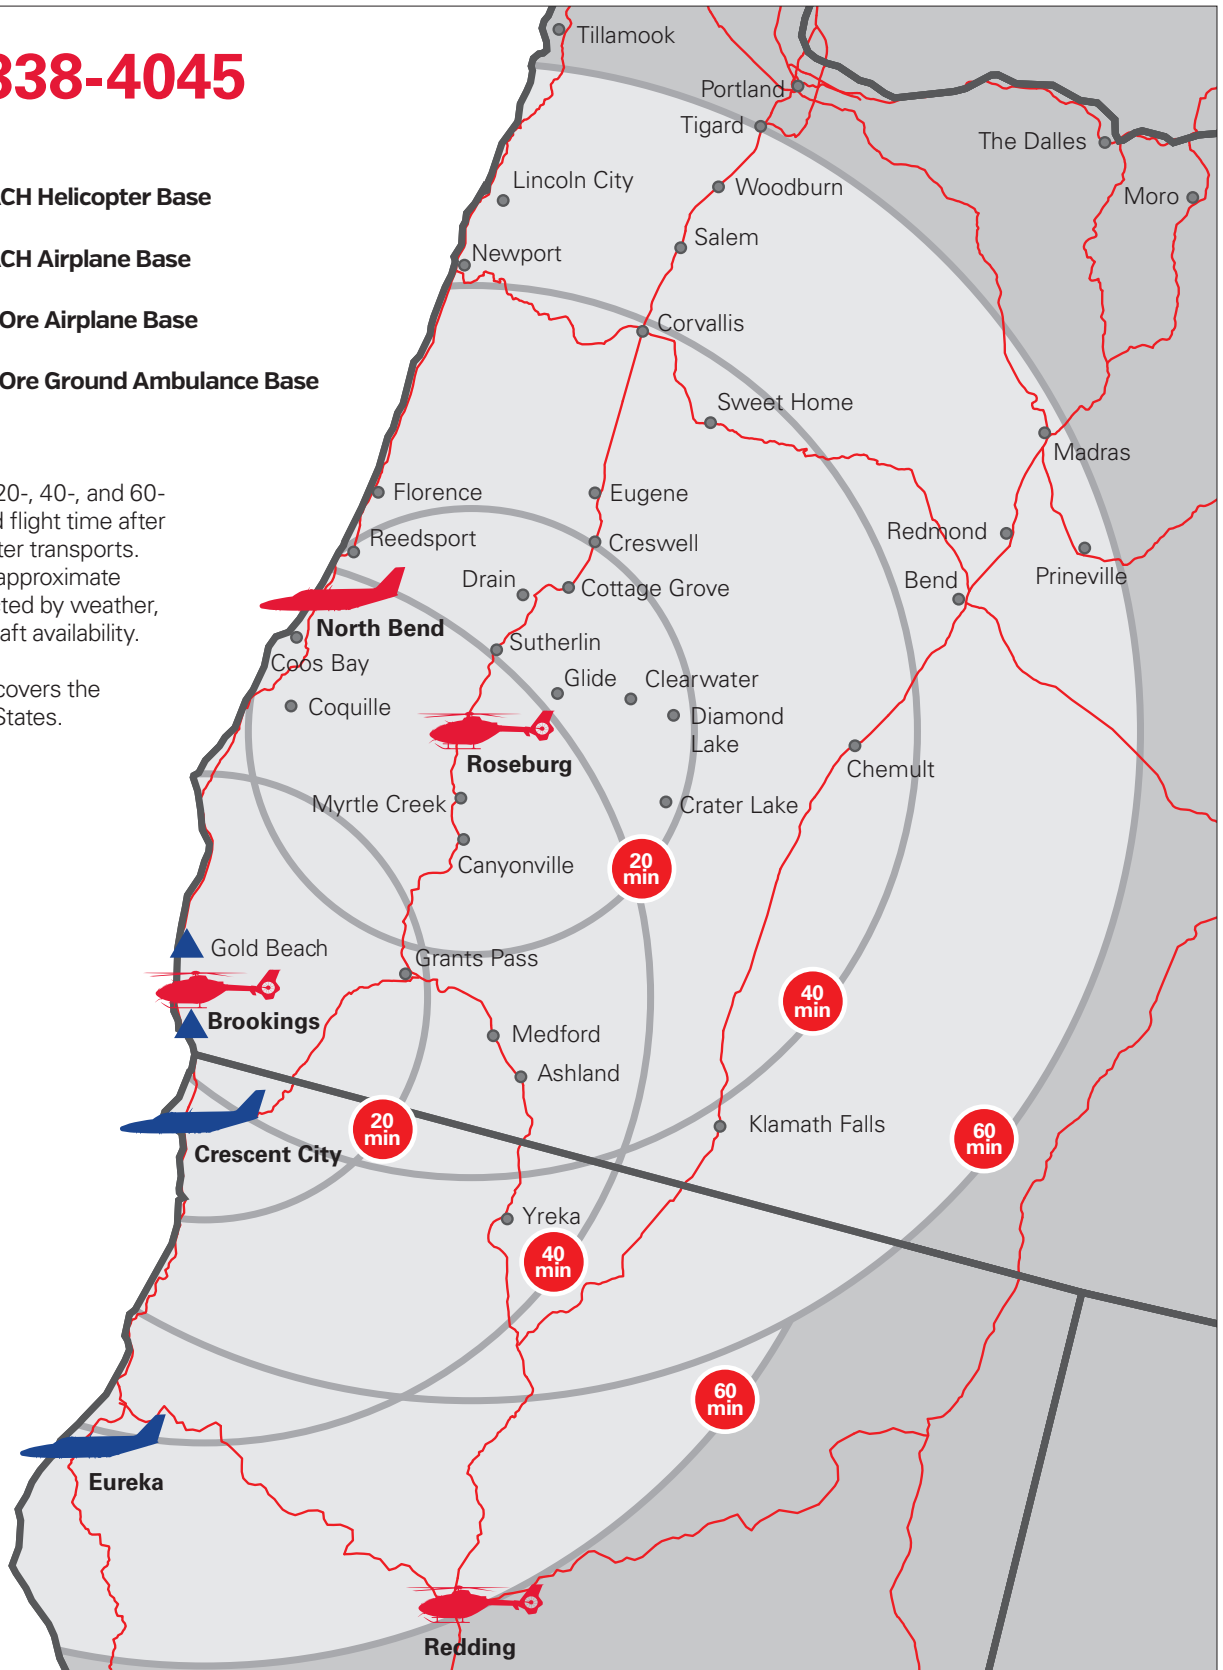 338-4045
ACH Helicopter Base
ACH Airplane Base
Ore Airplane Base
Ore Ground Ambulance Base
20-, 40-, and 60-
d flight time after
ter transports.
approximate
cted by weather,
aft availability.
covers the
States.
Tillamook
Portland
Tigard
The Dalles
Moro
Lincoln City
Woodburn
Salem
Newport
Corvallis
Sweet Home
Madras
Florence
Eugene
Redmond
Reedsport
Creswell
Prineville
Bend
Drain
Cottage Grove
North Bend
Sutherlin
Coos Bay
Glide
Clearwater
Coquille
Diamond
Lake
Roseburg
Chemult
Myrtle Creek
Crater Lake
Canyonville
20
min
Gold Beach
Grants Pass
40
min
Brookings
Medford
Ashland
20
min
Klamath Falls
60
min
Crescent City
Yreka
40
min
60
min
Eureka
Redding